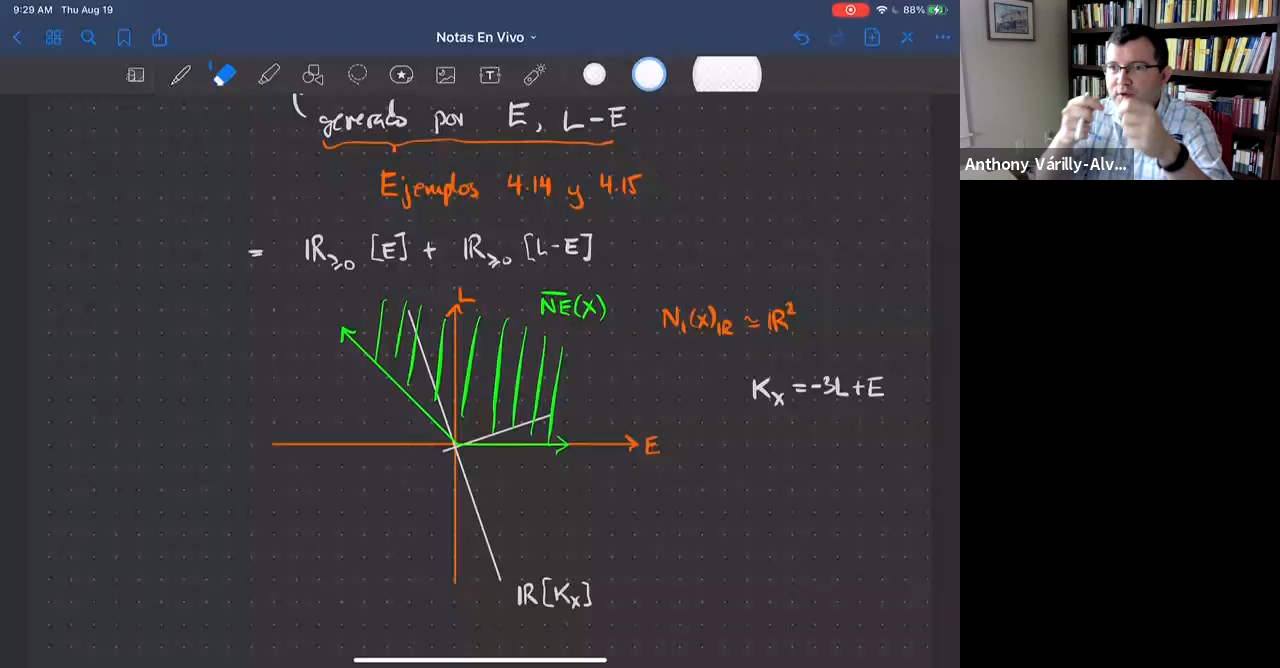 9:29 AM Thu Aug 19
88%
Notas En Vivo
generado por E, L-E
Ejemplos 4.14 y 4.15
= ℝ≥0 [E] + ℝ≥0 [L-E]
L
N̅E̅(X)
N₁(X)ℝ ≃ ℝ²
Kₓ = -3L+E
E
ℝ[Kₓ]
Anthony Várilly-Alv...